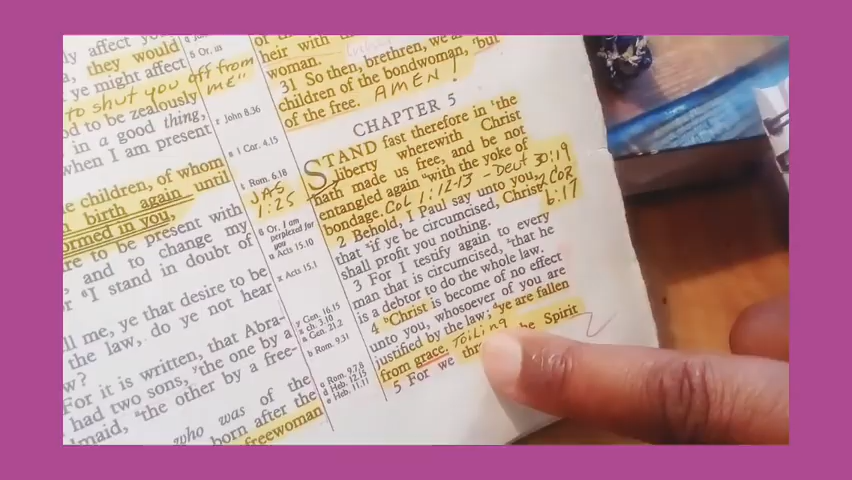 ly affect you
a, they would
ye might affect
to shut you off from
me"
d to be zealously
in a good thing,
when I am present
e children, of whom
birth again until
ormed in you,
re to be present with
, and to change my
r "I stand in doubt of
ll me, ye that desire to be
the law, do ye not hear
w?
For it is written, that Abra-
had two sons, the one by a
dmaid, the other by a free-
who was of the
born after the
freewoman
5 Or, us
r John 8.36
s 1 Cor. 4.15
t Rom. 6.18
JAS
1:25
6 Or, I am
perplexed for
you
u Acts 15.10
x Acts 15.1
y Gen. 16.15
z ch. 3.10
a Gen. 21.2
b Rom. 9.31
c Rom. 9.7,8
d Heb. 12.15
e Heb. 11.11
heir with
woman.
31 So then, brethren, we a
children of the bondwoman, but
of the free. AMEN!
CHAPTER 5
STAND fast therefore in the
liberty wherewith Christ
hath made us free, and be not
entangled again with the yoke of
bondage. COL 1:12-13 - DEUT 30:19
2 Behold, I Paul say unto you, 2 COR
that if ye be circumcised, Christ 6:17
shall profit you nothing.
3 For I testify again to every
man that is circumcised, that he
is a debtor to do the whole law.
4 Christ is become of no effect
unto you, whosoever of you are
justified by the law; ye are fallen
from grace. TOILING
5 For we thr he Spirit